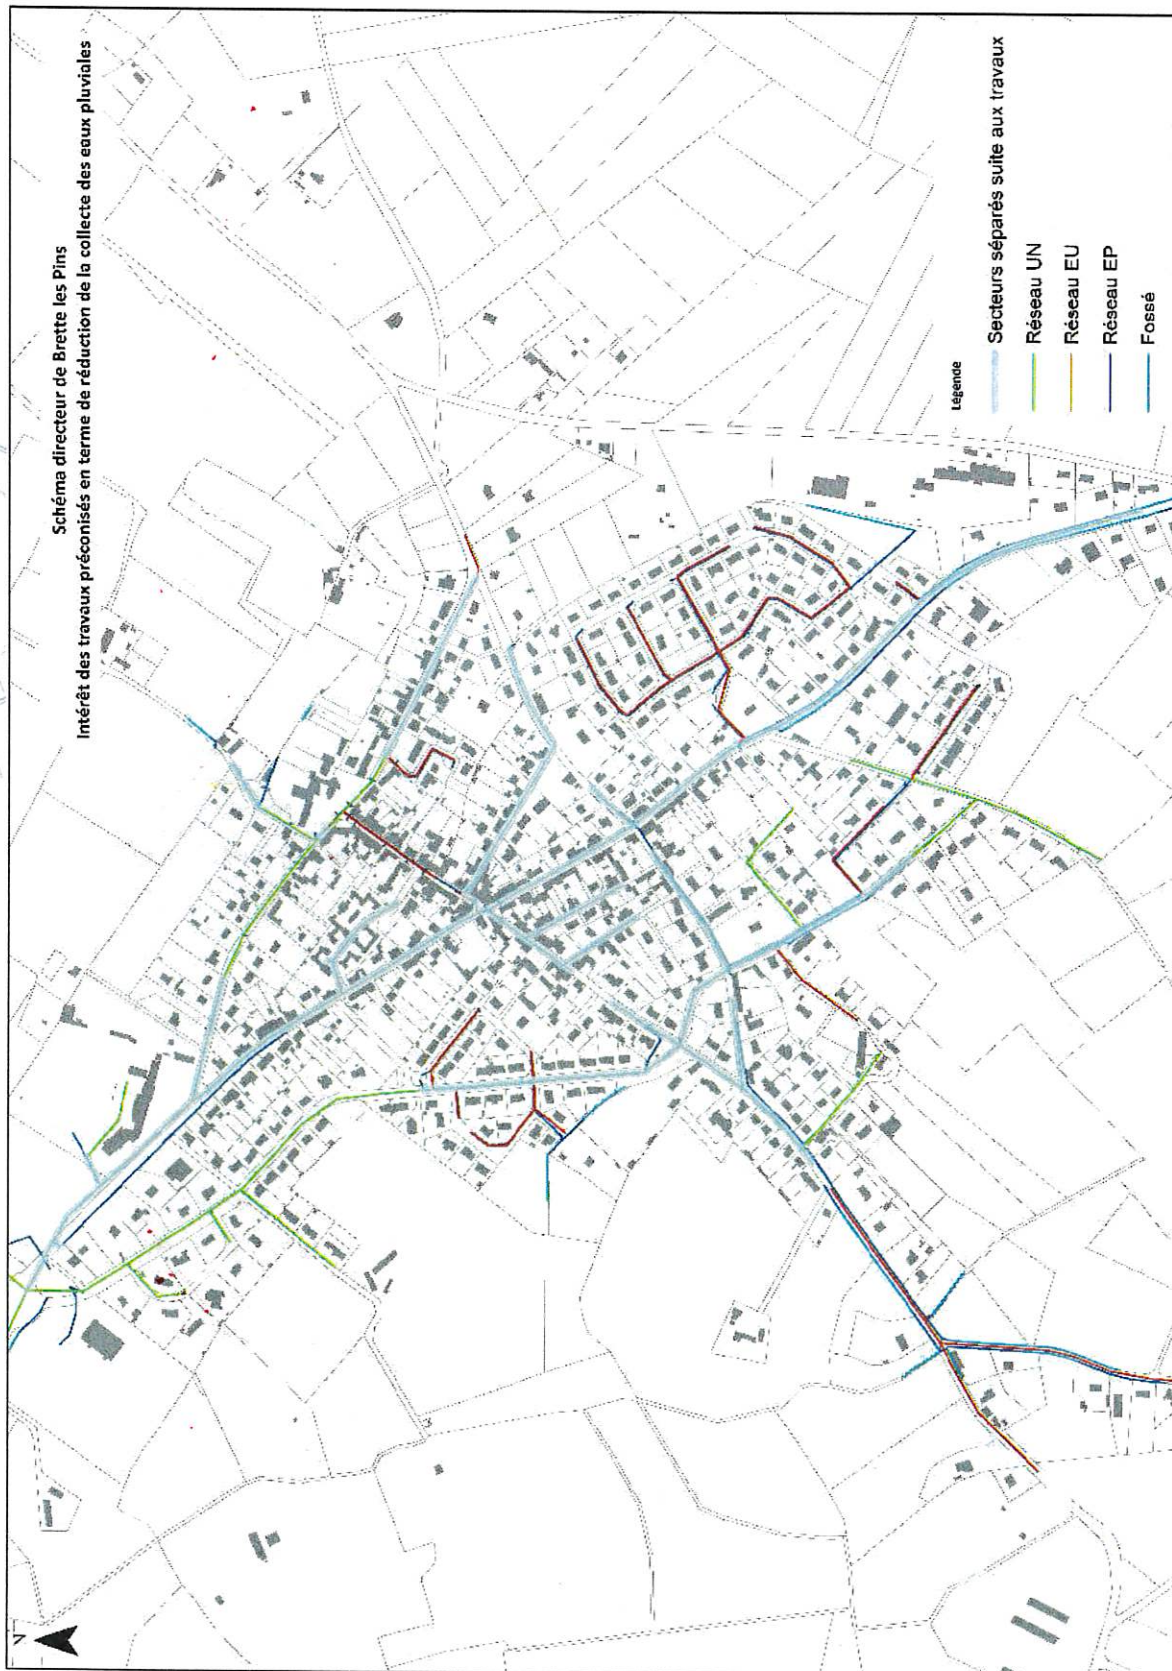 Schéma directeur de Brette les Pins
Intérêt des travaux préconisés en terme de réduction de la collecte des eaux pluviales
N
Légende
Secteurs séparés suite aux travaux
Réseau UN
Réseau EU
Réseau EP
Fossé